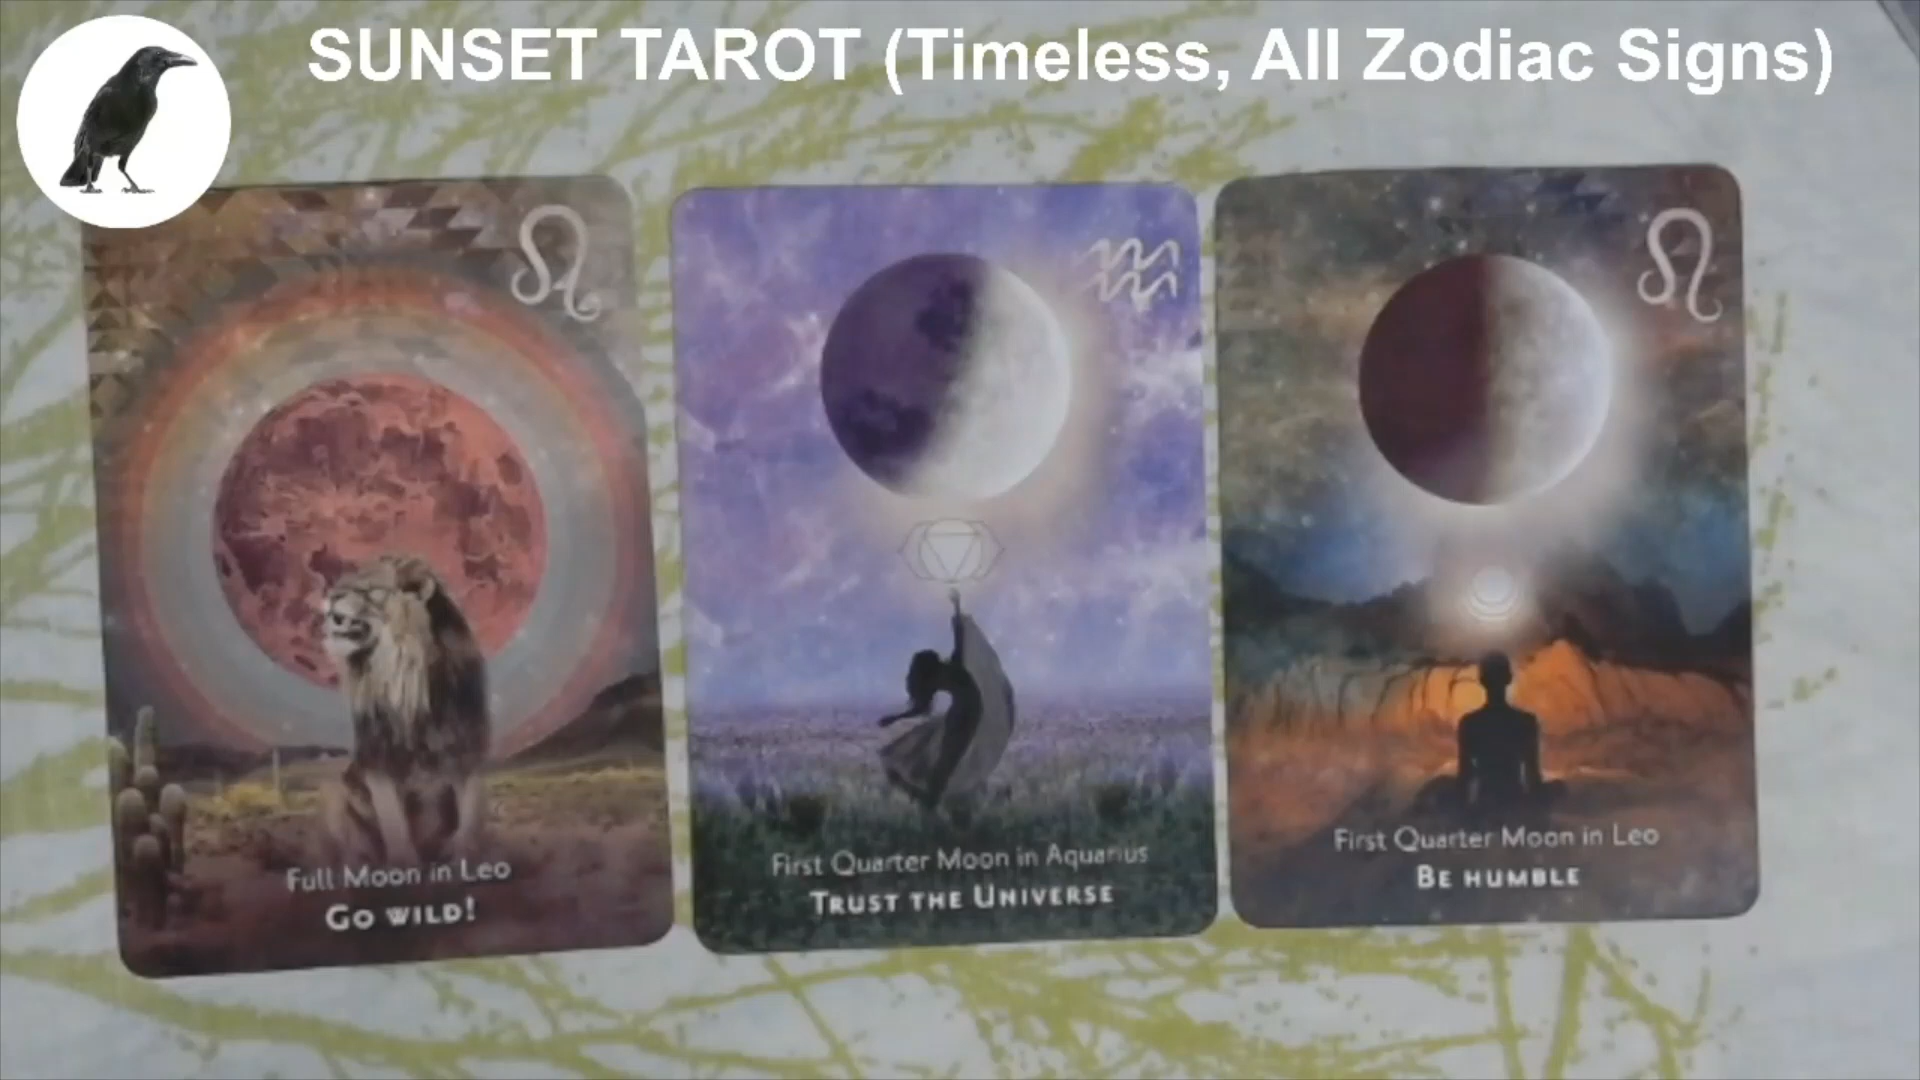 SUNSET TAROT (Timeless, All Zodiac Signs)
Full Moon in Leo
GO WILD!
First Quarter Moon in Aquarius
TRUST THE UNIVERSE
First Quarter Moon in Leo
BE HUMBLE